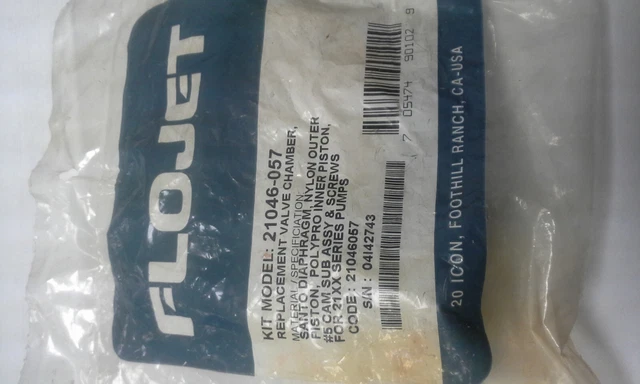 FLOJET
KIT MODEL: 21046-057
REPLACEMENT VALVE CHAMBER,
MATERIAL/SPECIFICIATION:
SANTO DIAPHRAGM, NYLON OUTER
PISTON, POLYPRO INNER PISTON,
#5 CAM SUB ASSY & SCREWS
FOR 21XX SERIES PUMPS
CODE: 21046057
S/N: 04I42743
7 05474 90102 9
20 ICON, FOOTHILL RANCH, CA-USA